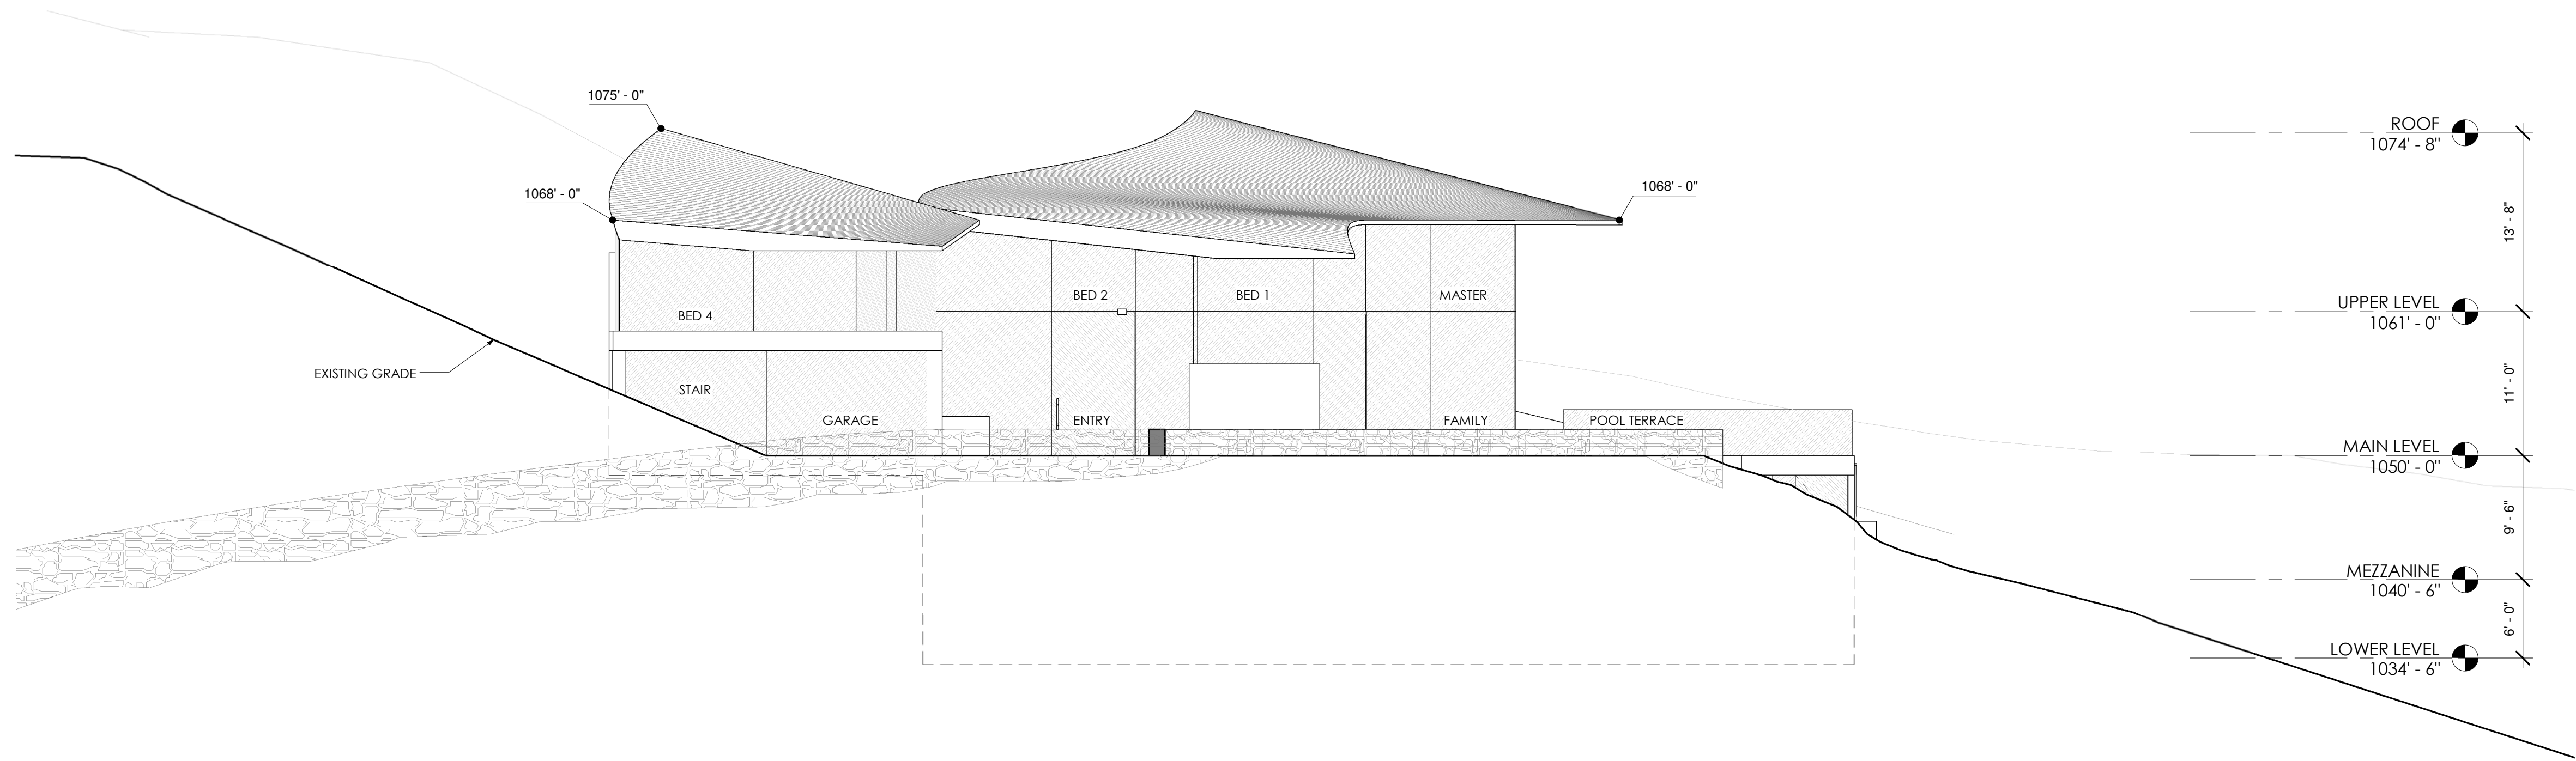 1075' - 0"
ROOF
1074' - 8"
1068' - 0"
1068' - 0"
13' - 8"
BED 4
BED 2
BED 1
MASTER
UPPER LEVEL
1061' - 0"
EXISTING GRADE
STAIR
GARAGE
ENTRY
FAMILY
POOL TERRACE
11' - 0"
MAIN LEVEL
1050' - 0"
9' - 6"
MEZZANINE
1040' - 6"
6' - 0"
LOWER LEVEL
1034' - 6"